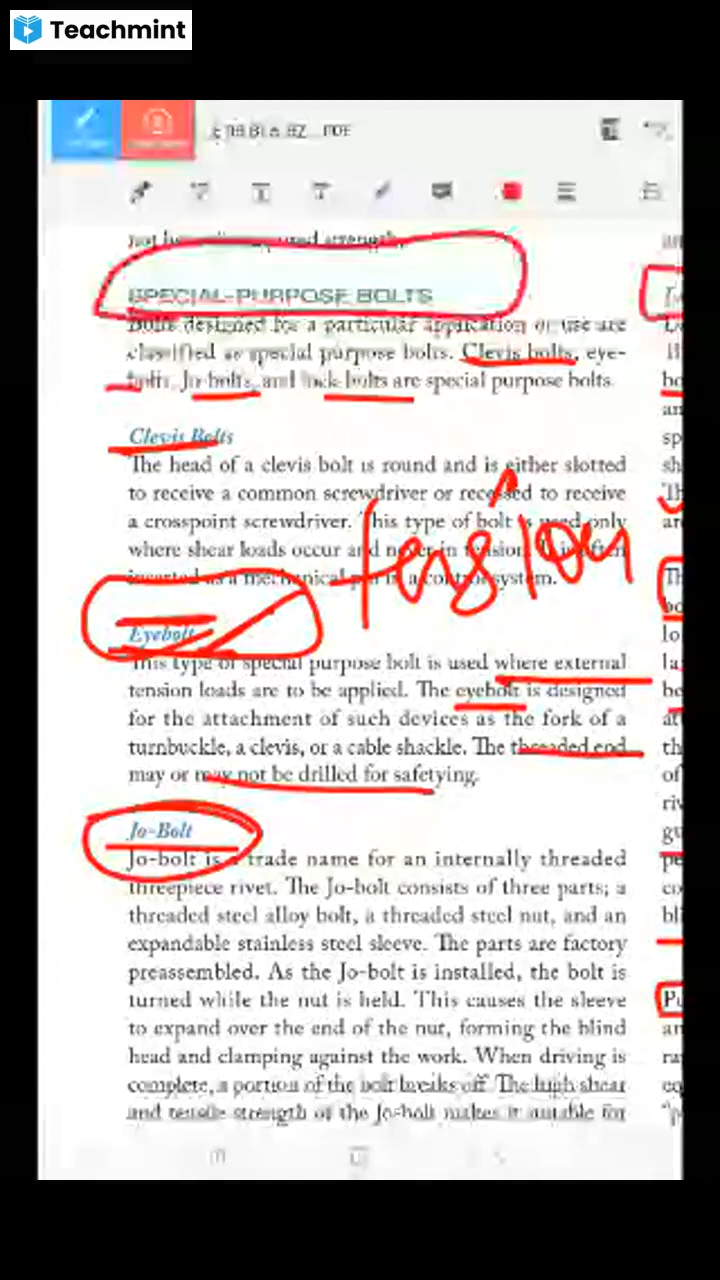 Teachmint
not strength.
SPECIAL-PURPOSE BOLTS
Bolts designed for a particular application or use are
classified as special purpose bolts. Clevis bolts, eye-
bolts, Jo-bolts, and lock bolts are special purpose bolts.
Clevis Bolts
The head of a clevis bolt is round and is either slotted
to receive a common screwdriver or recessed to receive
a crosspoint screwdriver. This type of bolt is used only
where shear loads occur and never in tension. It is often
inserted as a mechanical pin in a control system.
tension
Eyebolt
This type of special purpose bolt is used where external
tension loads are to be applied. The eyebolt is designed
for the attachment of such devices as the fork of a
turnbuckle, a clevis, or a cable shackle. The threaded end
may or may not be drilled for safetying.
Jo-Bolt
Jo-bolt is a trade name for an internally threaded
threepiece rivet. The Jo-bolt consists of three parts; a
threaded steel alloy bolt, a threaded steel nut, and an
expandable stainless steel sleeve. The parts are factory
preassembled. As the Jo-bolt is installed, the bolt is
turned while the nut is held. This causes the sleeve
to expand over the end of the nut, forming the blind
head and clamping against the work. When driving is
complete, a portion of the bolt breaks off. The high shear
and tensile strength of the Jo-bolt makes it suitable for